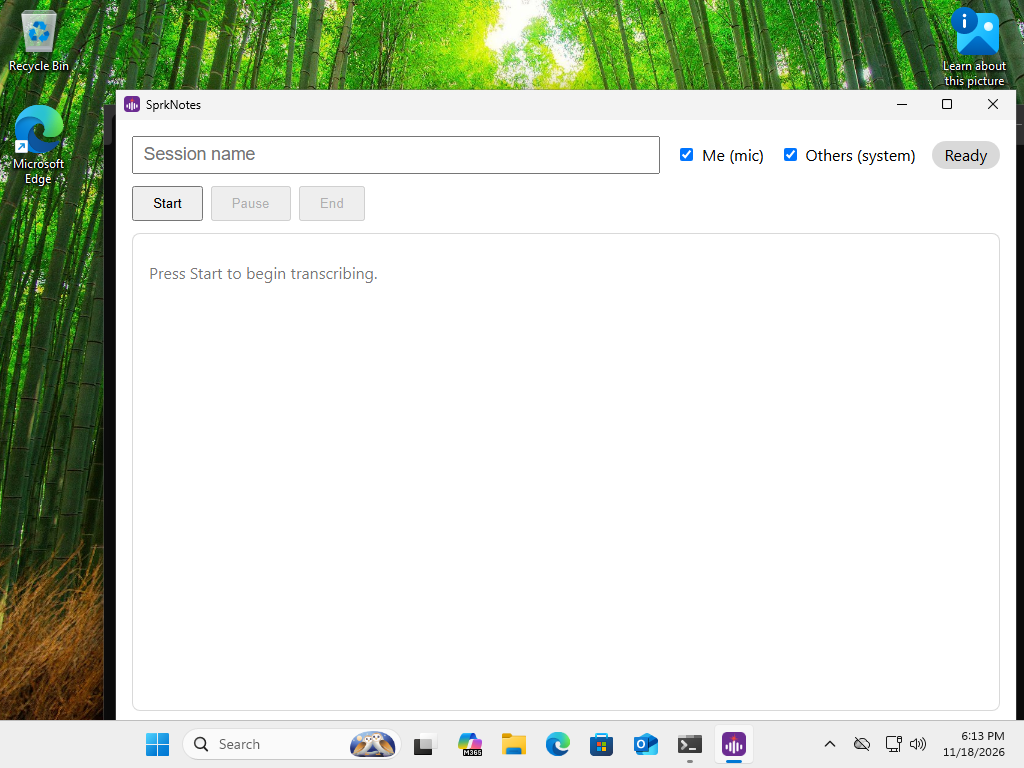 Recycle Bin
Learn about
this picture
Microsoft
Edge
SprkNotes
Session name
Me (mic)
Others (system)
Ready
Start
Pause
End
Press Start to begin transcribing.
Search
M365
6:13 PM
11/18/2026